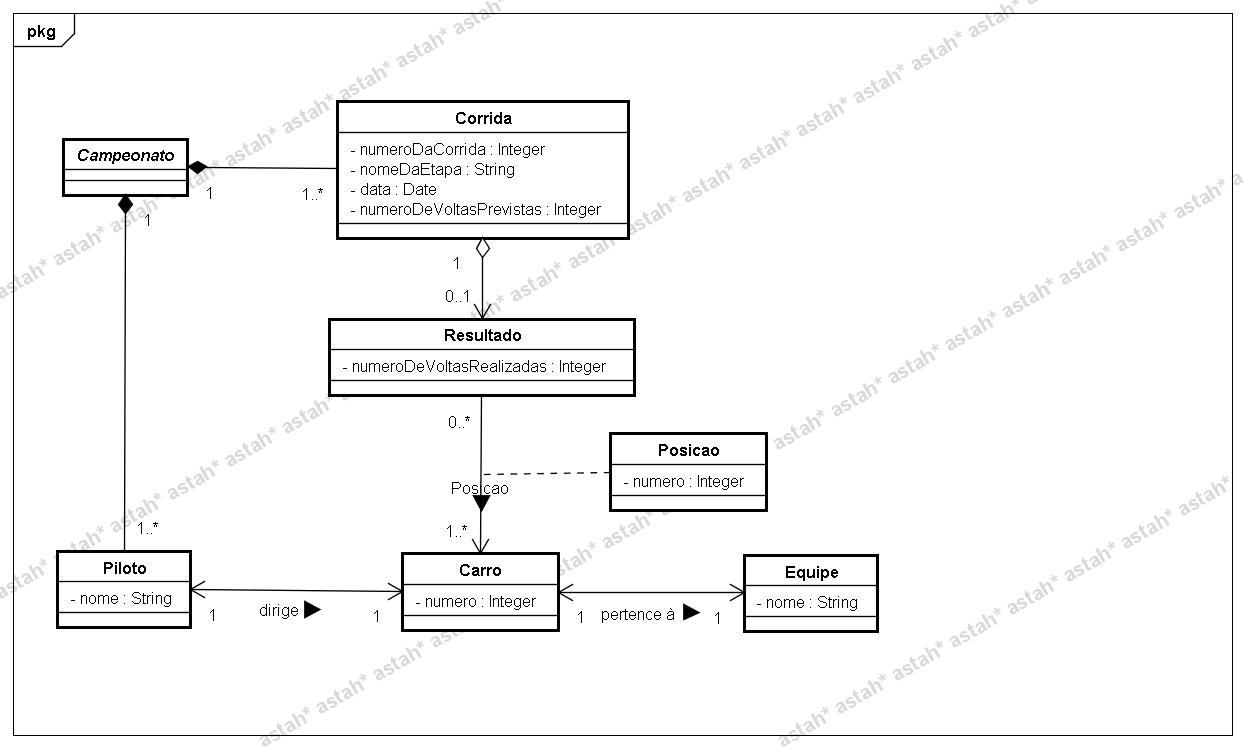 pkg
Corrida
- numeroDaCorrida : Integer
- nomeDaEtapa : String
- data : Date
- numeroDeVoltasPrevistas : Integer
Campeonato
1
1..*
1
1
0..1
Resultado
- numeroDeVoltasRealizadas : Integer
0..*
Posicao
- numero : Integer
Posicao
1..*
1..*
Piloto
- nome : String
Carro
- numero : Integer
Equipe
- nome : String
1
dirige
1
1
pertence à
1
astah* astah* astah* astah* astah* astah* astah*